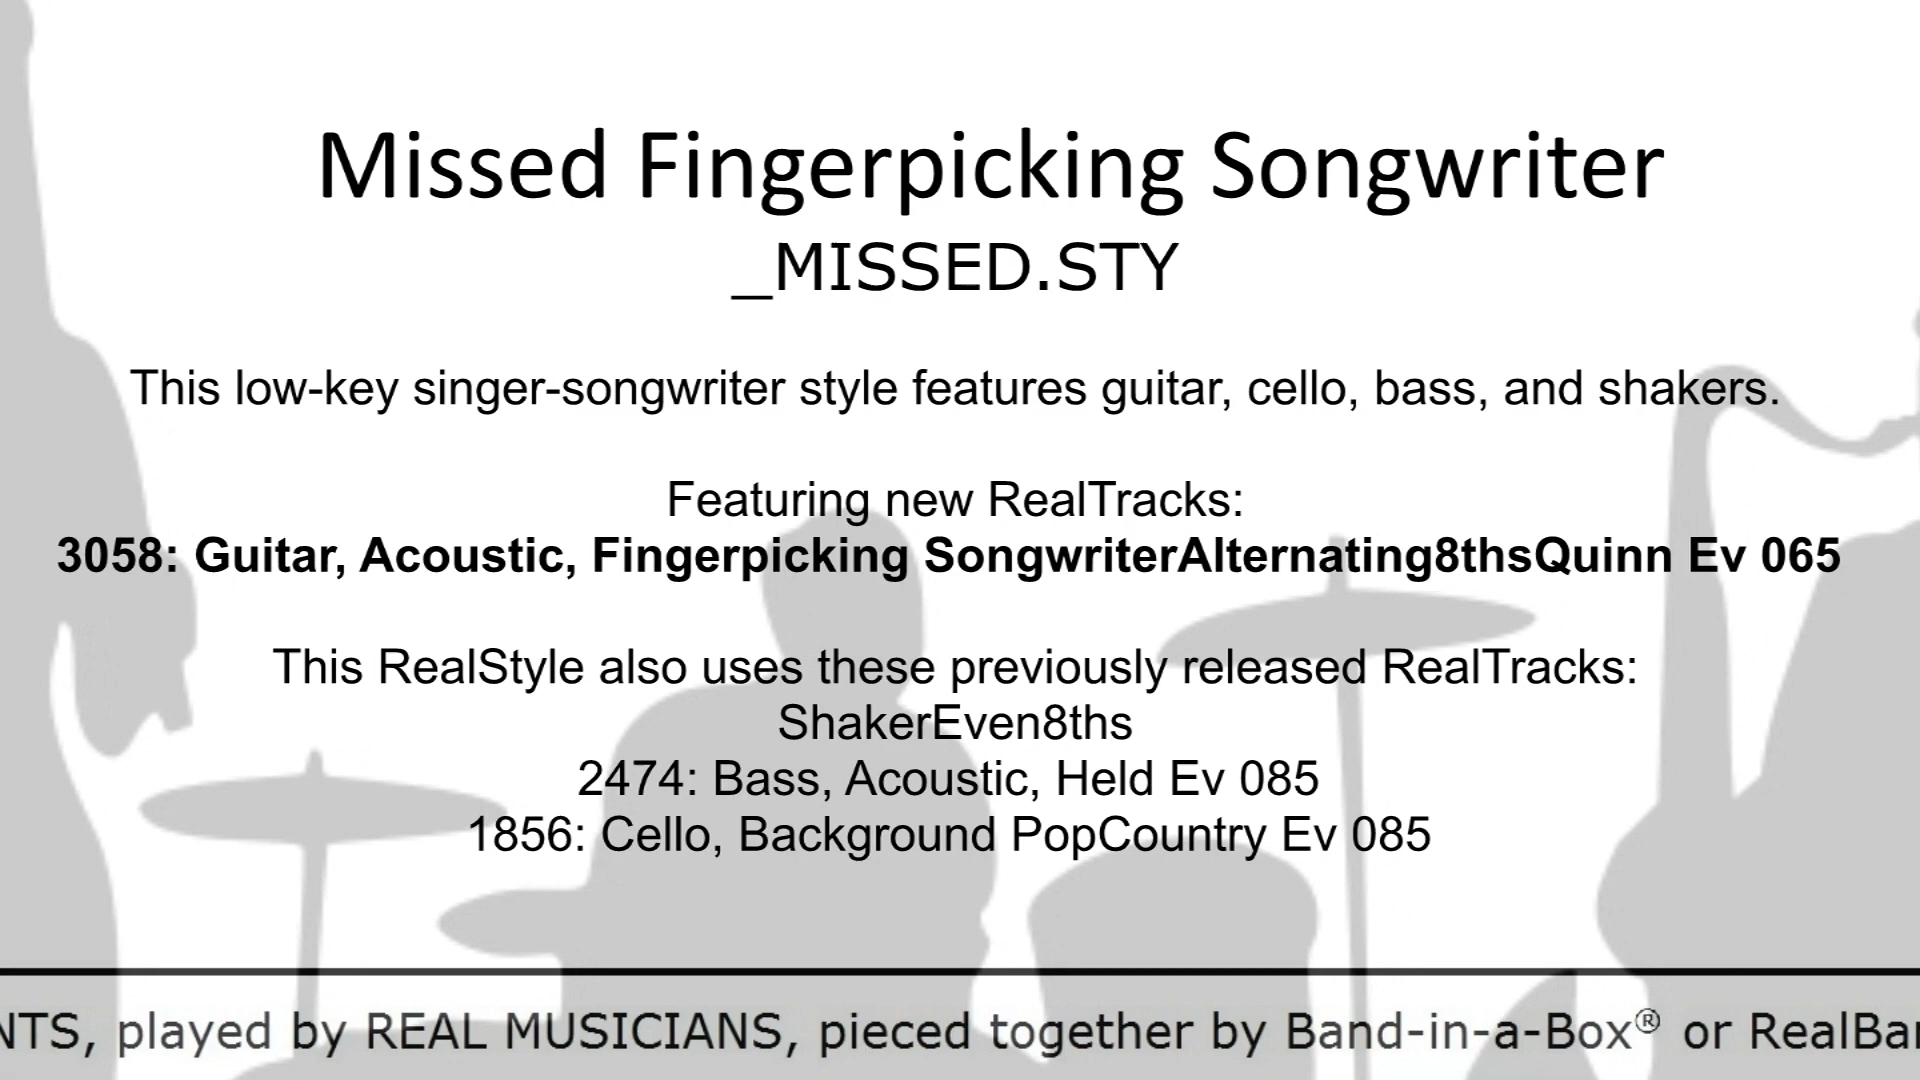 Missed Fingerpicking Songwriter
_MISSED.STY
This low-key singer-songwriter style features guitar, cello, bass, and shakers.
Featuring new RealTracks:
3058: Guitar, Acoustic, Fingerpicking SongwriterAlternating8thsQuinn Ev 065
This RealStyle also uses these previously released RealTracks:
ShakerEven8ths
2474: Bass, Acoustic, Held Ev 085
1856: Cello, Background PopCountry Ev 085
NTS, played by REAL MUSICIANS, pieced together by Band-in-a-Box® or RealBa